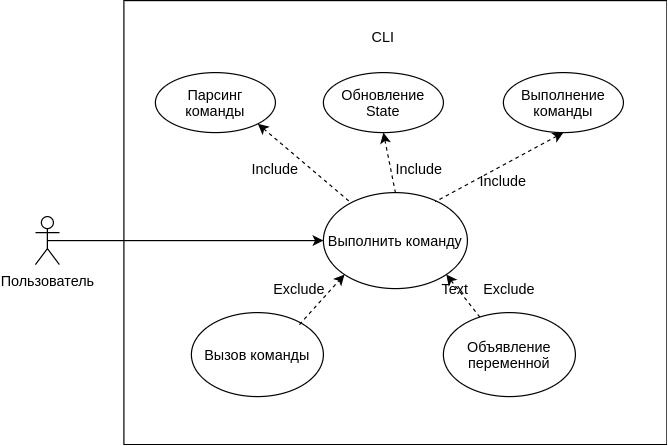 CLI
Парсинг
команды
Обновление
State
Выполнение
команды
Include
Include
Include
Выполнить команду
Пользователь
Exclude
Text
Exclude
Вызов команды
Объявление
переменной